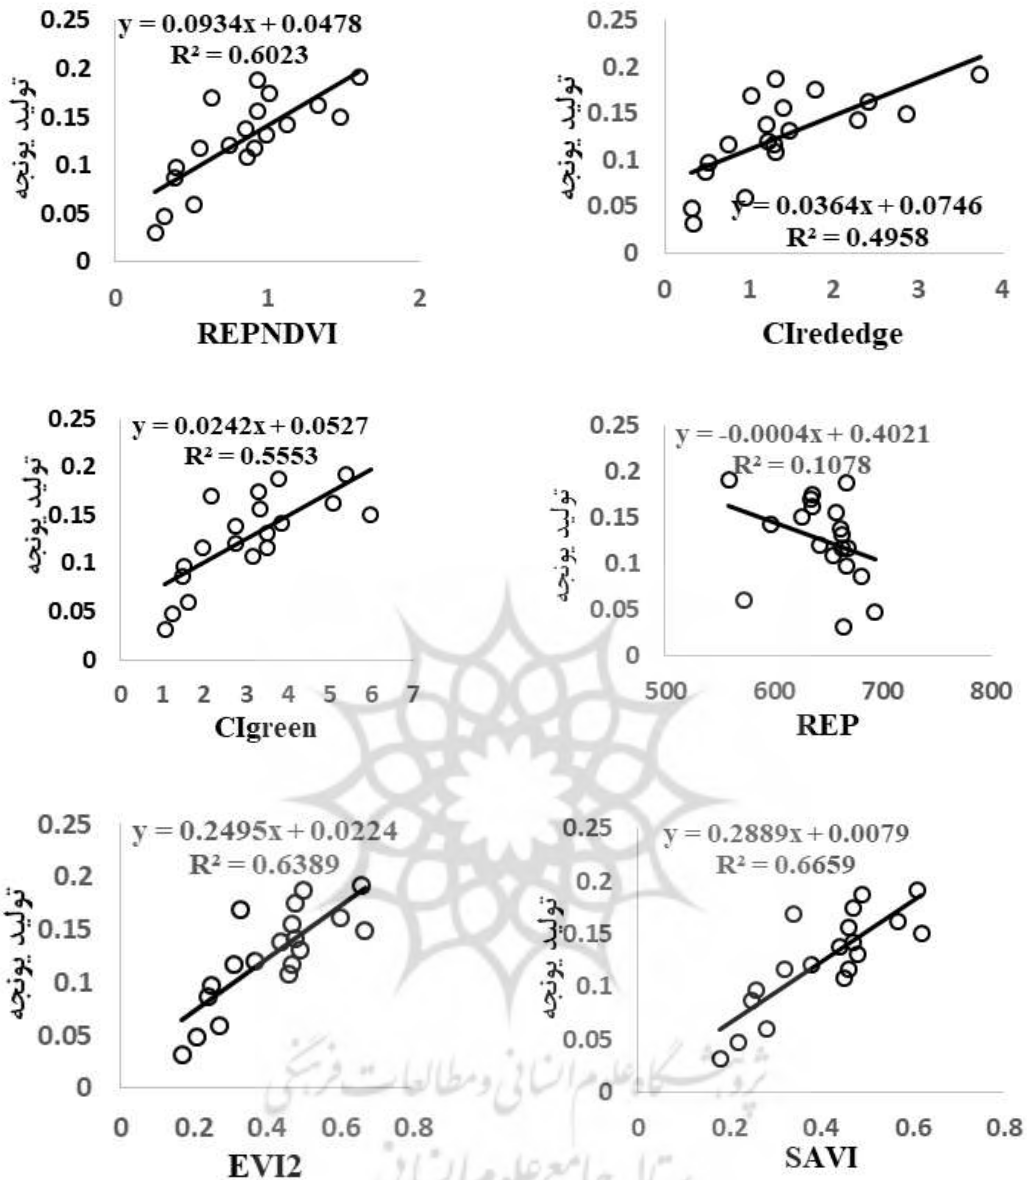 0.25
0.2
0.15
0.1
0.05
0
تولید یونجه
y = 0.0934x + 0.0478
R² = 0.6023
0 1 2
REPNDVI
0.25
0.2
0.15
0.1
0.05
0
تولید یونجه
y = 0.0364x + 0.0746
R² = 0.4958
0 1 2 3 4
CIrededge
0.25
0.2
0.15
0.1
0.05
0
تولید یونجه
y = 0.0242x + 0.0527
R² = 0.5553
0 1 2 3 4 5 6 7
CIgreen
0.25
0.2
0.15
0.1
0.05
0
تولید یونجه
y = -0.0004x + 0.4021
R² = 0.1078
500 600 700 800
REP
0.25
0.2
0.15
0.1
0.05
0
تولید یونجه
y = 0.2495x + 0.0224
R² = 0.6389
0 0.2 0.4 0.6 0.8
EVI2
0.25
0.2
0.15
0.1
0.05
0
تولید یونجه
y = 0.2889x + 0.0079
R² = 0.6659
0 0.2 0.4 0.6 0.8
SAVI
پژوهشگاه علوم انسانی و مطالعات فرهنگی
جامع علوم انسانی